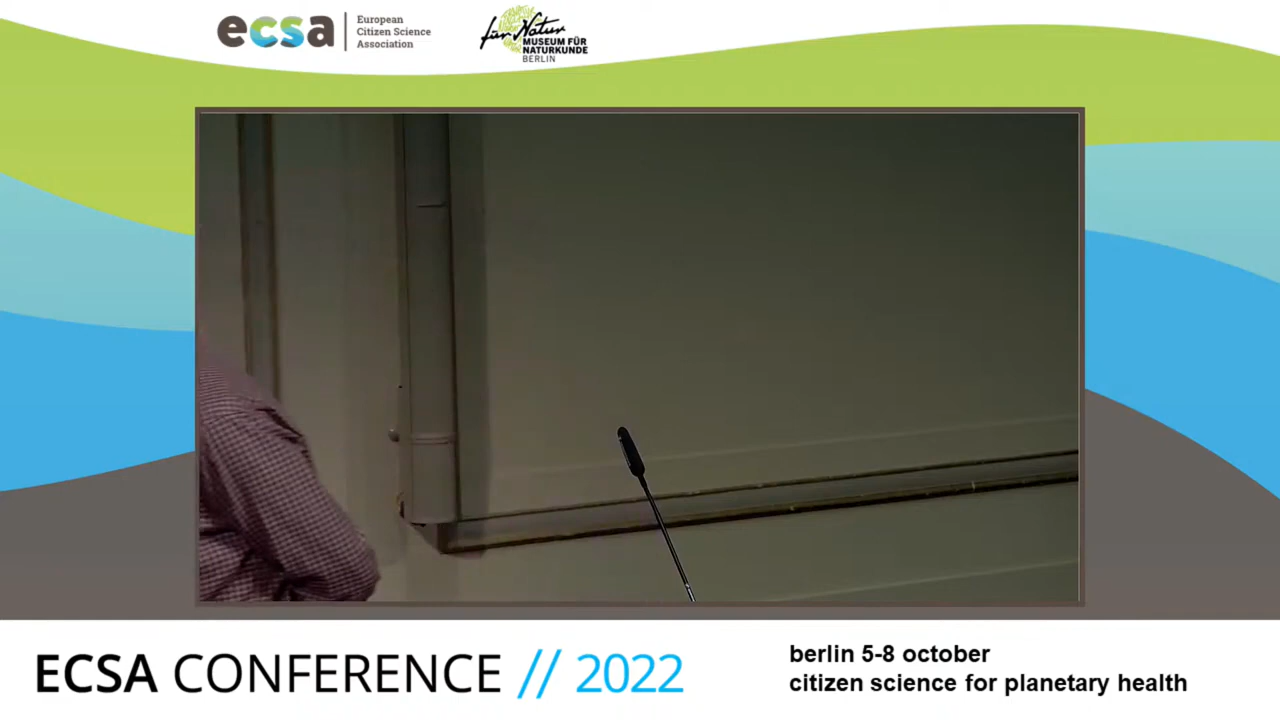 ecsa
European
Citizen Science
Association
für Natur
MUSEUM FÜR
NATURKUNDE
BERLIN
ECSA CONFERENCE // 2022
berlin 5-8 october
citizen science for planetary health